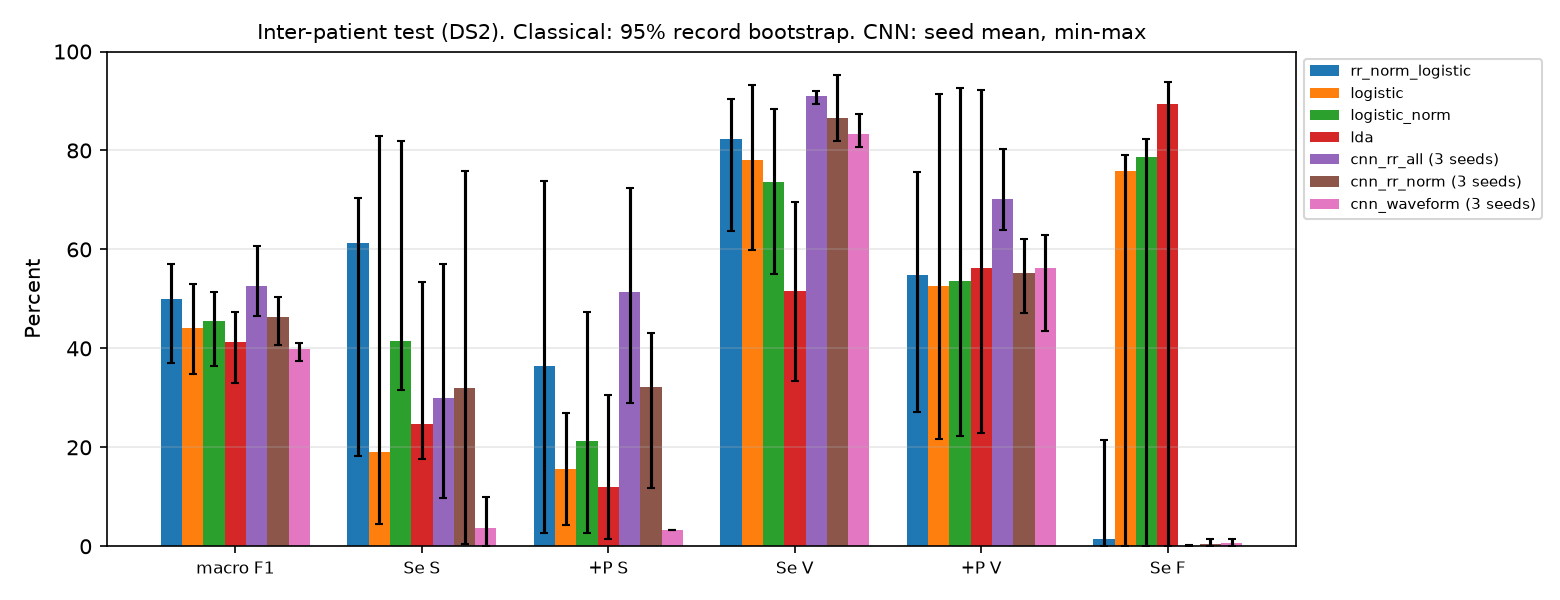 Inter-patient test (DS2). Classical: 95% record bootstrap. CNN: seed mean, min-max
Percent
100
80
60
40
20
0
macro F1
Se S
+P S
Se V
+P V
Se F
rr_norm_logistic
logistic
logistic_norm
lda
cnn_rr_all (3 seeds)
cnn_rr_norm (3 seeds)
cnn_waveform (3 seeds)